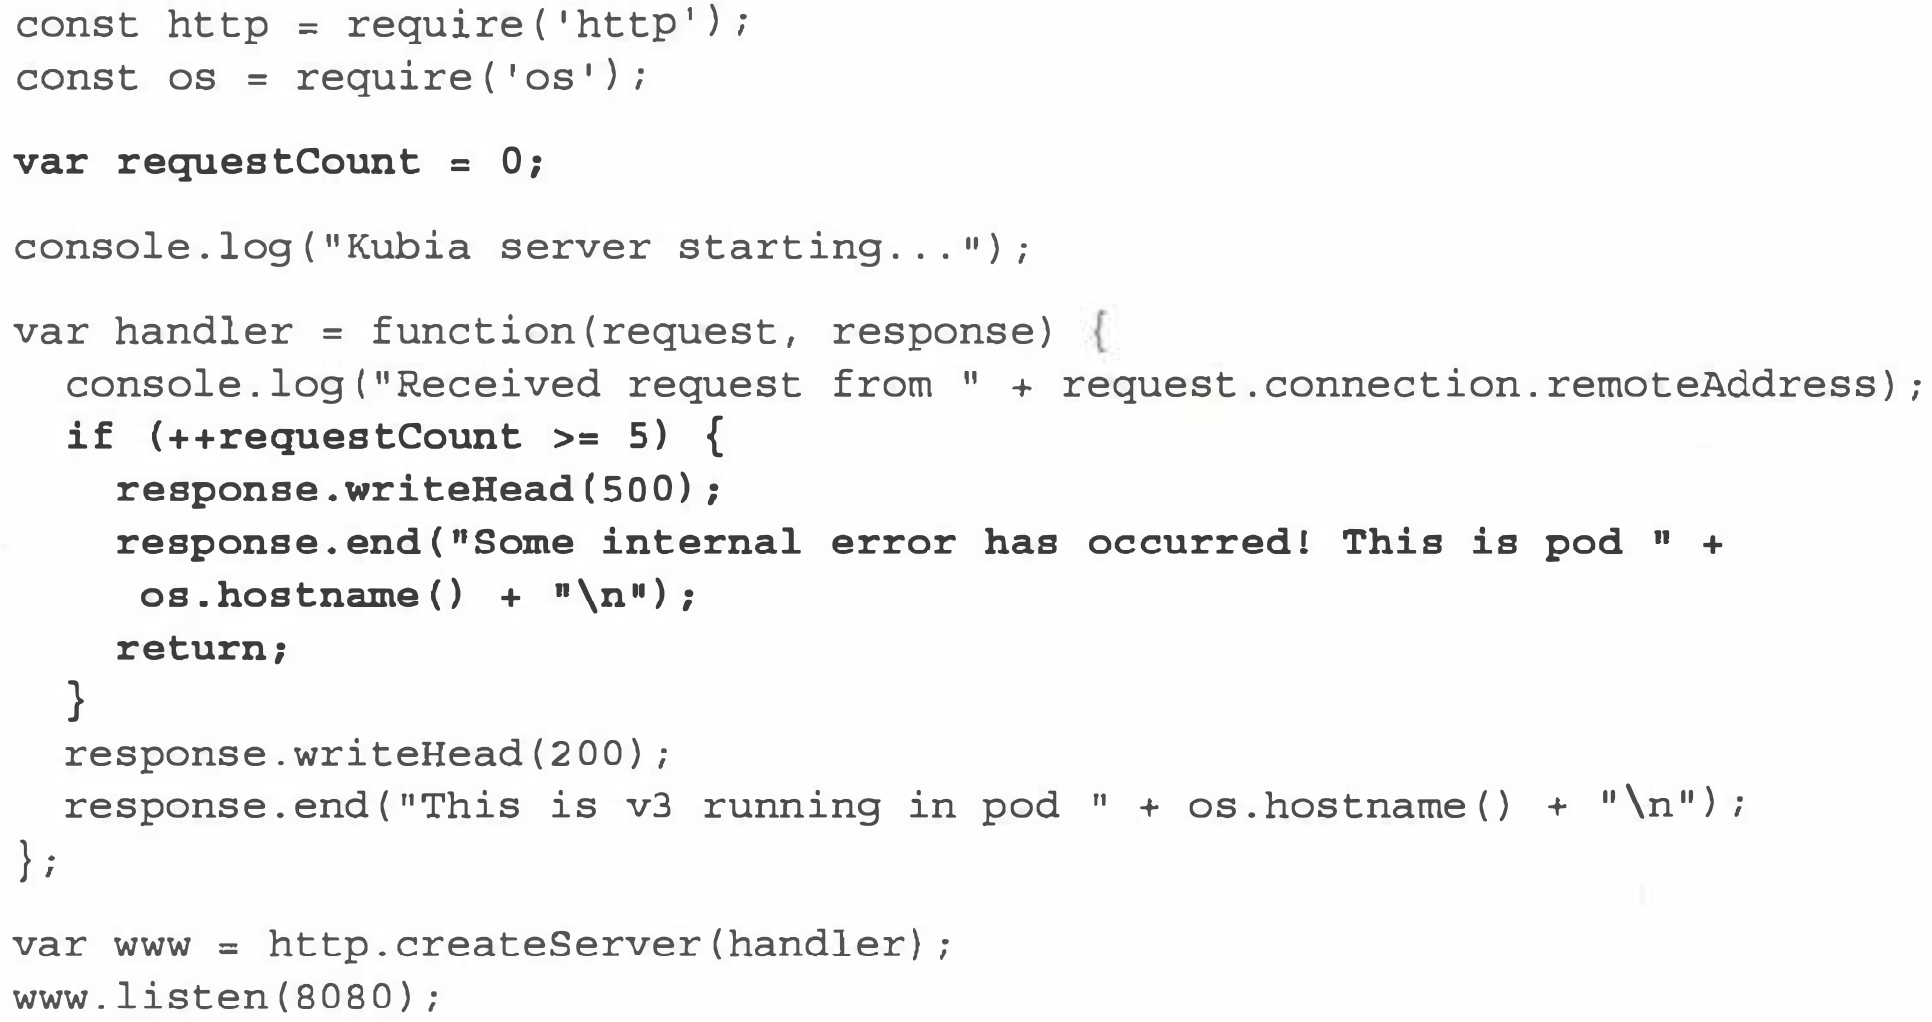 const http = require('http');
const os = require('os');
var requestCount = 0;
console.log("Kubia server starting...");
var handler = function(request, response) {
  console.log("Received request from " + request.connection.remoteAddress);
  if (++requestCount >= 5) {
    response.writeHead(500);
    response.end("Some internal error has occurred! This is pod " +
     os.hostname() + "\n");
    return;
  }
  response.writeHead(200);
  response.end("This is v3 running in pod " + os.hostname() + "\n");
};
var www = http.createServer(handler);
www.listen(8080);